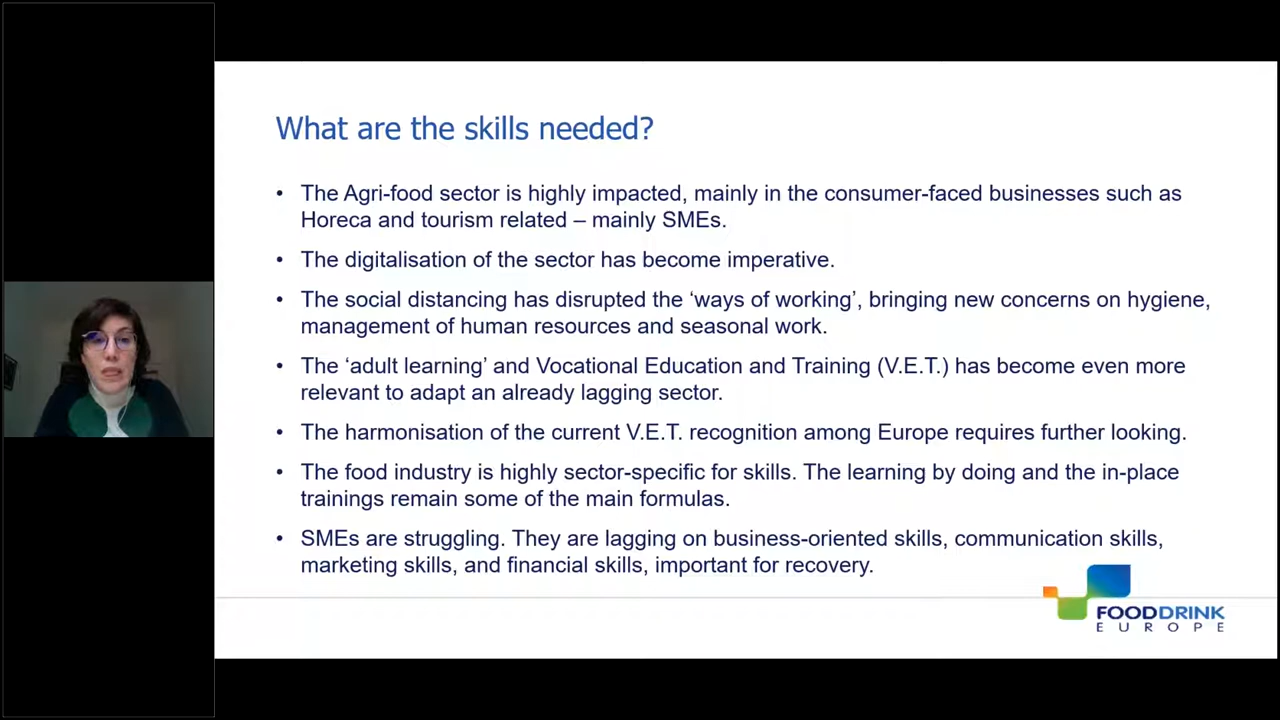 What are the skills needed?
• The Agri-food sector is highly impacted, mainly in the consumer-faced businesses such as
Horeca and tourism related – mainly SMEs.
• The digitalisation of the sector has become imperative.
• The social distancing has disrupted the ‘ways of working’, bringing new concerns on hygiene,
management of human resources and seasonal work.
• The ‘adult learning’ and Vocational Education and Training (V.E.T.) has become even more
relevant to adapt an already lagging sector.
• The harmonisation of the current V.E.T. recognition among Europe requires further looking.
• The food industry is highly sector-specific for skills. The learning by doing and the in-place
trainings remain some of the main formulas.
• SMEs are struggling. They are lagging on business-oriented skills, communication skills,
marketing skills, and financial skills, important for recovery.
FOODDRINK
EUROPE